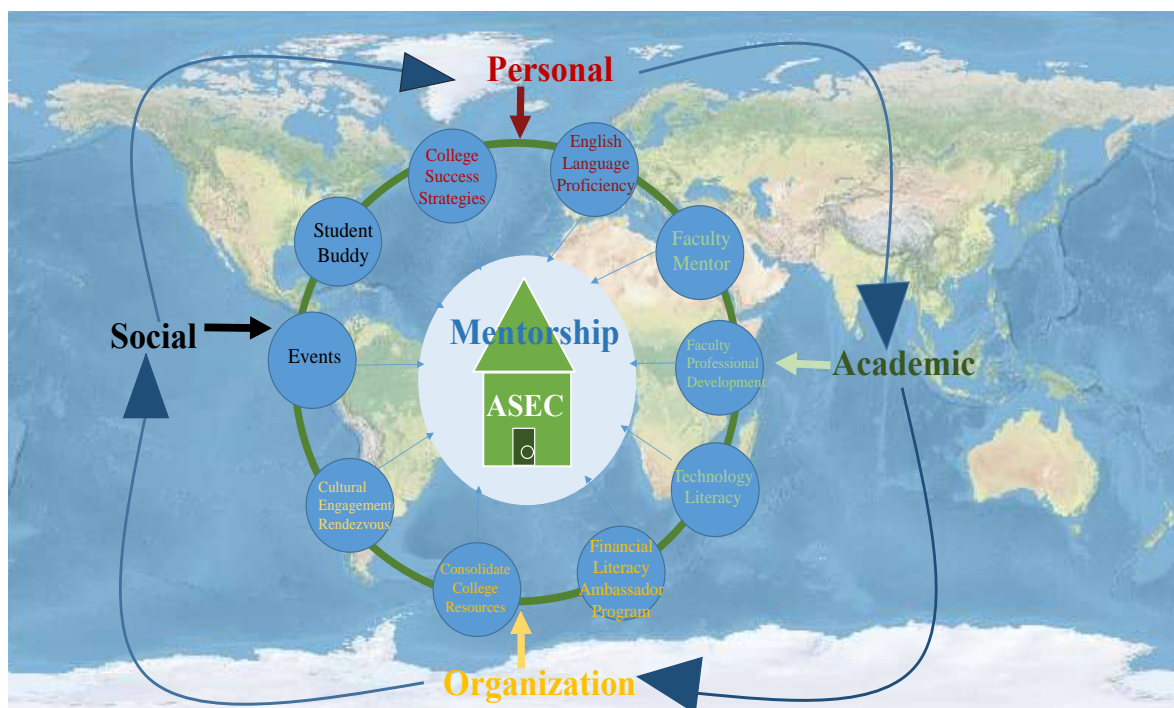 Personal
College
Success
Strategies
English
Language
Proficiency
Student
Buddy
Faculty
Mentor
Mentorship
Social
Events
Faculty
Professional
Development
Academic
ASEC
Cultural
Engagement
Rendezvous
Technology
Literacy
Consolidate
College
Resources
Financial
Literacy
Ambassador
Program
Organization